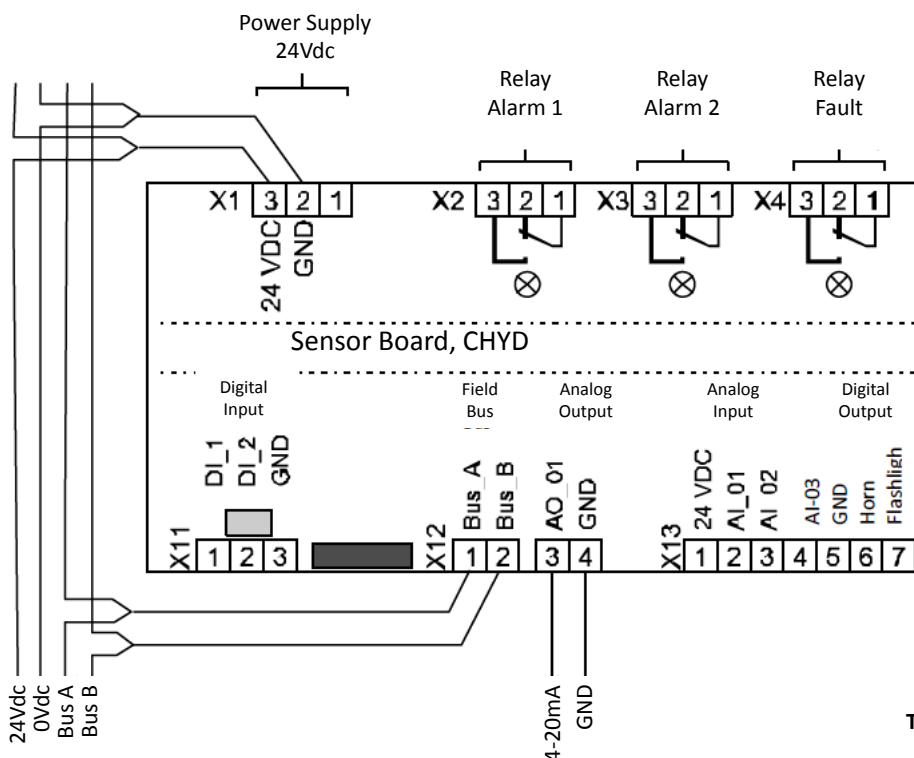 Power Supply
24Vdc
Relay
Alarm 1
Relay
Alarm 2
Relay
Fault
X1 3 2 1
X2 3 2 1
X3 3 2 1
X4 3 2 1
24 VDC
GND
Sensor Board, CHYD
Digital
Input
Field
Bus
Analog
Output
Analog
Input
Digital
Output
DI_1
DI_2
GND
Bus_A
Bus_B
AO_01
GND
24 VDC
AI_01
AI_02
AI-03
GND
Horn
Flashligh
X11 1 2 3
X12 1 2 3 4
X13 1 2 3 4 5 6 7
24Vdc
0Vdc
Bus A
Bus B
4-20mA
GND
T